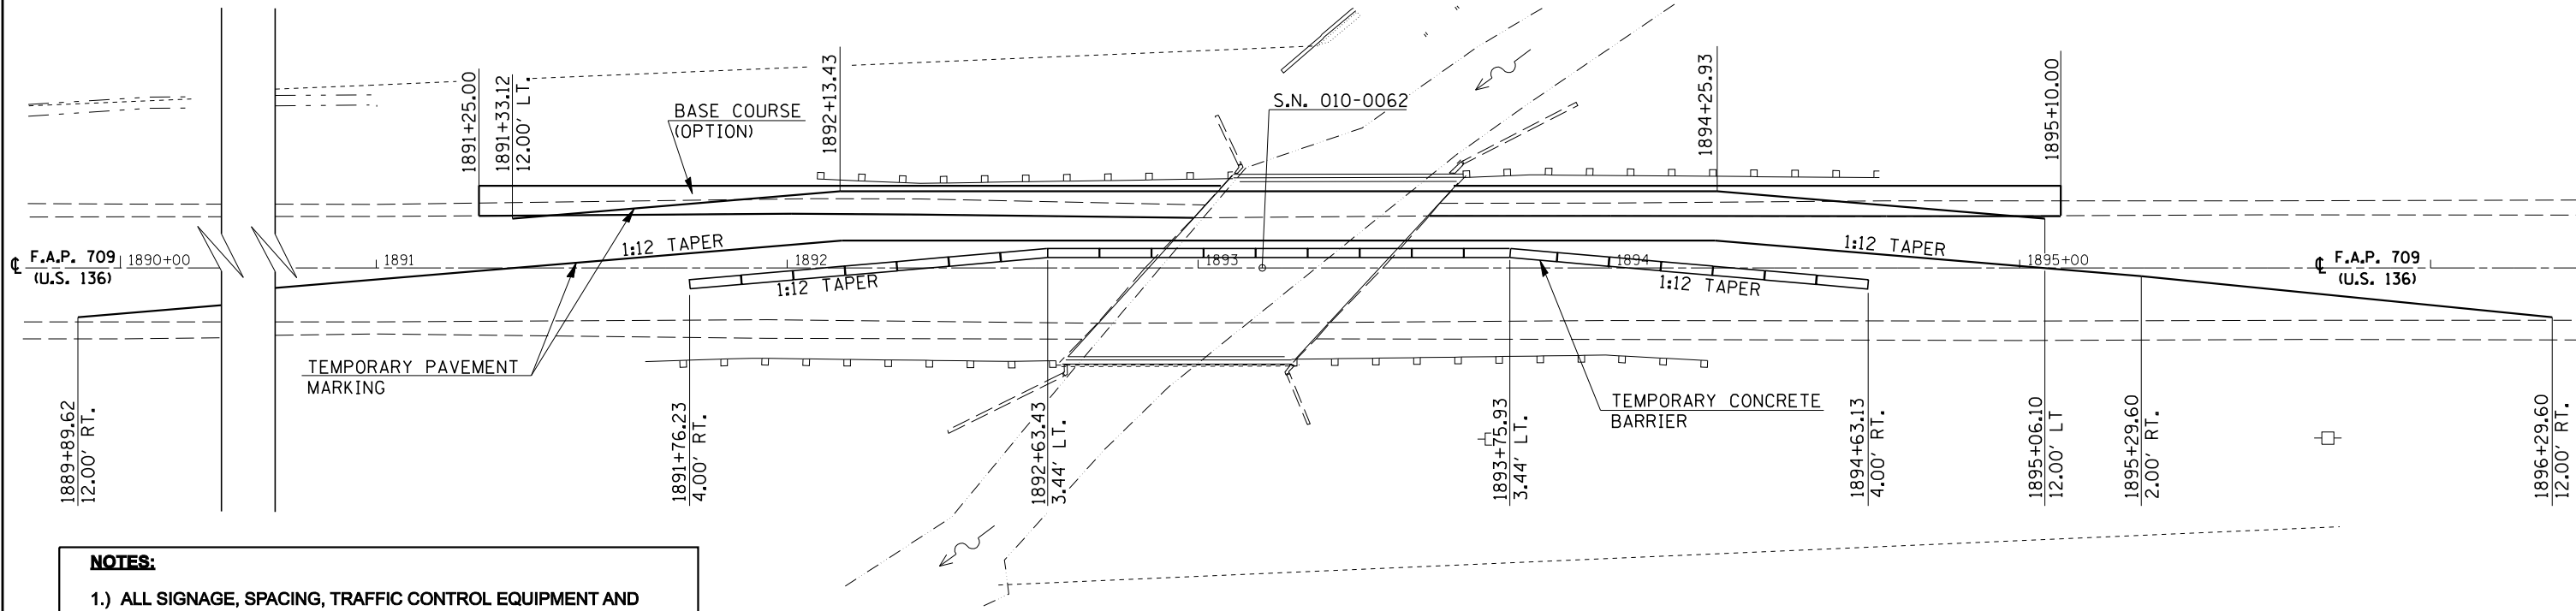 1891+25.00
1891+33.12
12.00' LT.
BASE COURSE
(OPTION)
1892+13.43
S.N. 010-0062
1894+25.93
1895+10.00
℄ F.A.P. 709
(U.S. 136)
1890+00
1891
1:12 TAPER
1892
1:12 TAPER
1893
1894
1:12 TAPER
1:12 TAPER
1895+00
℄ F.A.P. 709
(U.S. 136)
TEMPORARY PAVEMENT
MARKING
TEMPORARY CONCRETE
BARRIER
1889+89.62
12.00' RT.
1891+76.23
4.00' RT.
1892+63.43
3.44' LT.
1893+75.93
3.44' LT.
1894+63.13
4.00' RT.
1895+06.10
12.00' LT
1895+29.60
2.00' RT.
1896+29.60
12.00' RT.
NOTES:
1.) ALL SIGNAGE, SPACING, TRAFFIC CONTROL EQUIPMENT AND